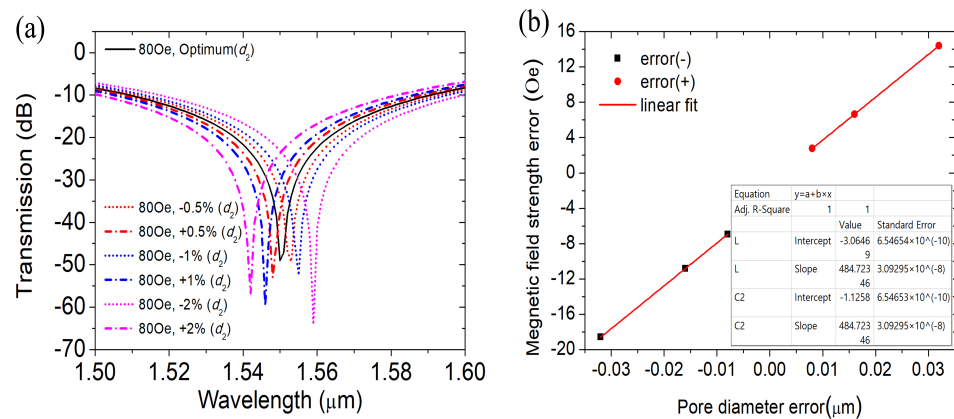 (a)
5
0
-10
-20
-30
-40
-50
-60
-70
Transmission (dB)
80Oe, Optimum(d2)
80Oe, -0.5% (d2)
80Oe, +0.5% (d2)
80Oe, -1% (d2)
80Oe, +1% (d2)
80Oe, -2% (d2)
80Oe, +2% (d2)
1.50 1.52 1.54 1.56 1.58 1.60
Wavelength (μm)
(b)
16
12
8
4
0
-4
-8
-12
-16
-20
Megnetic field strength error (Oe)
error(-)
error(+)
linear fit
Equation y=a+b×x
Adj. R-Square 1 1
Value Standard Error
L Intercept -3.0646 6.54654×10^(-10)
9
L Slope 484.723 3.09295×10^(-8)
46
C2 Intercept -1.1258 6.54653×10^(-10)
C2 Slope 484.723 3.09295×10^(-8)
46
-0.03 -0.02 -0.01 0.00 0.01 0.02 0.03
Pore diameter error(μm)